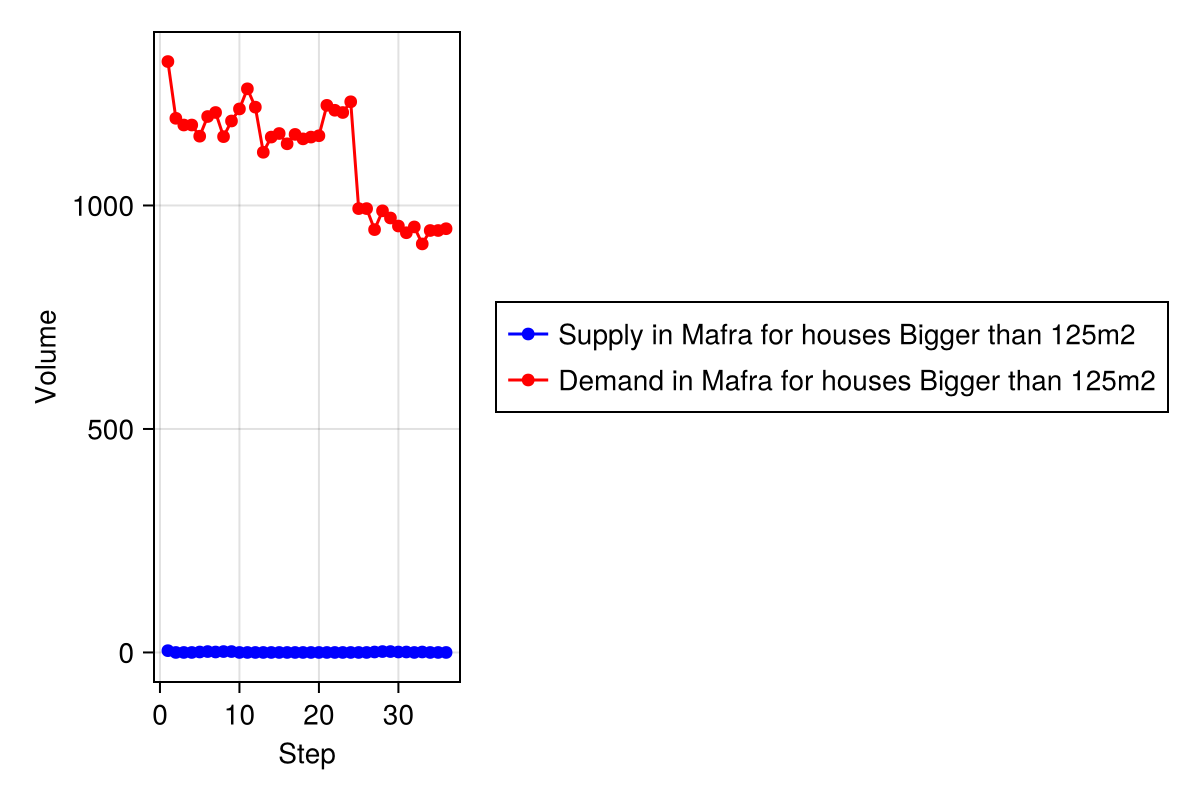 1000
500
0
Volume
0 10 20 30
Step
Supply in Mafra for houses Bigger than 125m2
Demand in Mafra for houses Bigger than 125m2